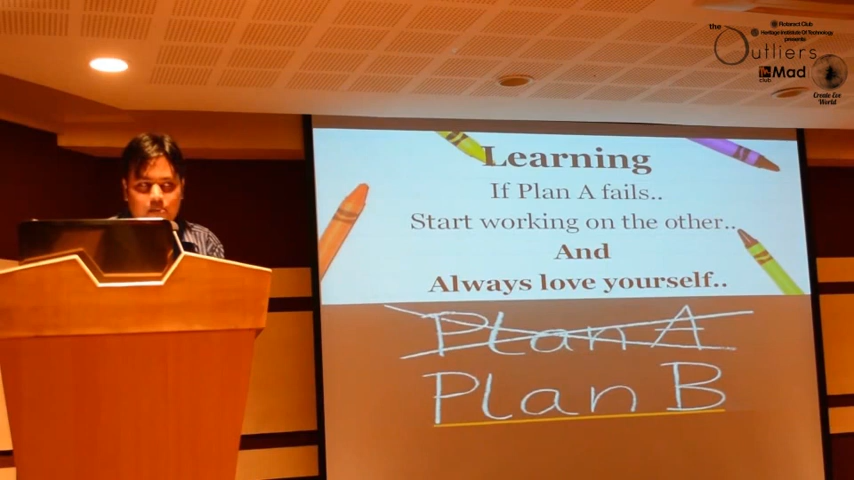 the
Outliers
Rotaract Club
Heritage Institute Of Technology
presents
Mad
club
Create Eve
World
Learning
If Plan A fails..
Start working on the other..
And
Always love yourself..
Plan A
Plan B